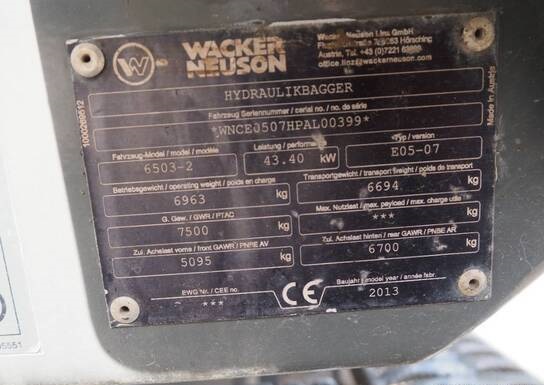 WACKER
NEUSON
Wacker Neuson Linz GmbH
Austria, Tel. +43 (0)7221 63000
office.linz@wackerneuson.com
Made in Austria
HYDRAULIKBAGGER
Fahrzeug Seriennummer / serial no. / no. de série
*WNCE0507HPAL00399*
Fahrzeug-Model / model / modèle
6503-2
Leistung / performance
43.40 kW
Typ / version
E05-07
Betriebsgewicht / operating weight / poids en charge
6963 kg
Transportgewicht / transport weight / poids de transport
6694 kg
G. Gew. / GWR / PTAC
7500 kg
Max. Nutzlast / max. payload / max. charge utile
*** kg
Zul. Achslast vorne / front GAWR / PNBE AV
5095 kg
Zul. Achslast hinten / rear GAWR / PNBE AR
6700 kg
EWG Nr. / CEE no.
***
CE
Baujahr / model year / année fabr.
2013